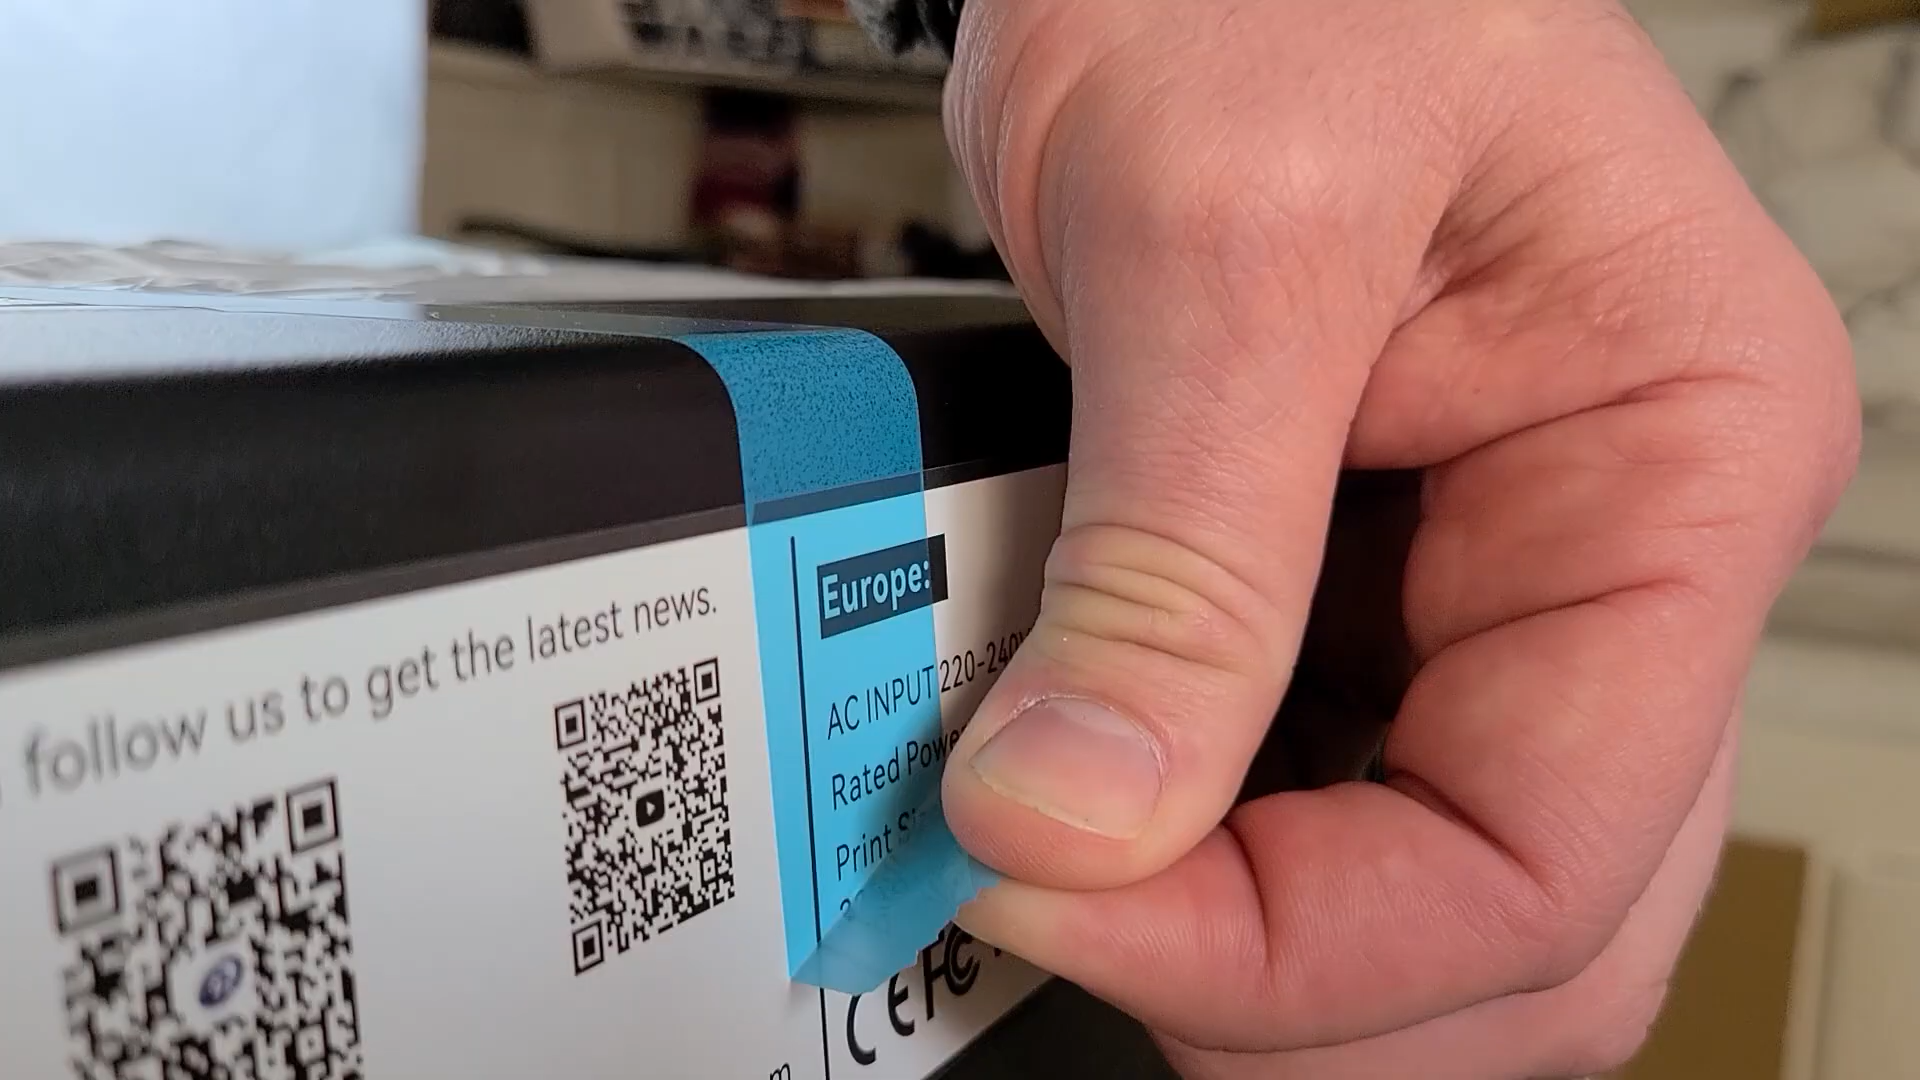 follow us to get the latest news.
Europe:
AC INPUT 220-240V
Rated Power
Print
CE FC